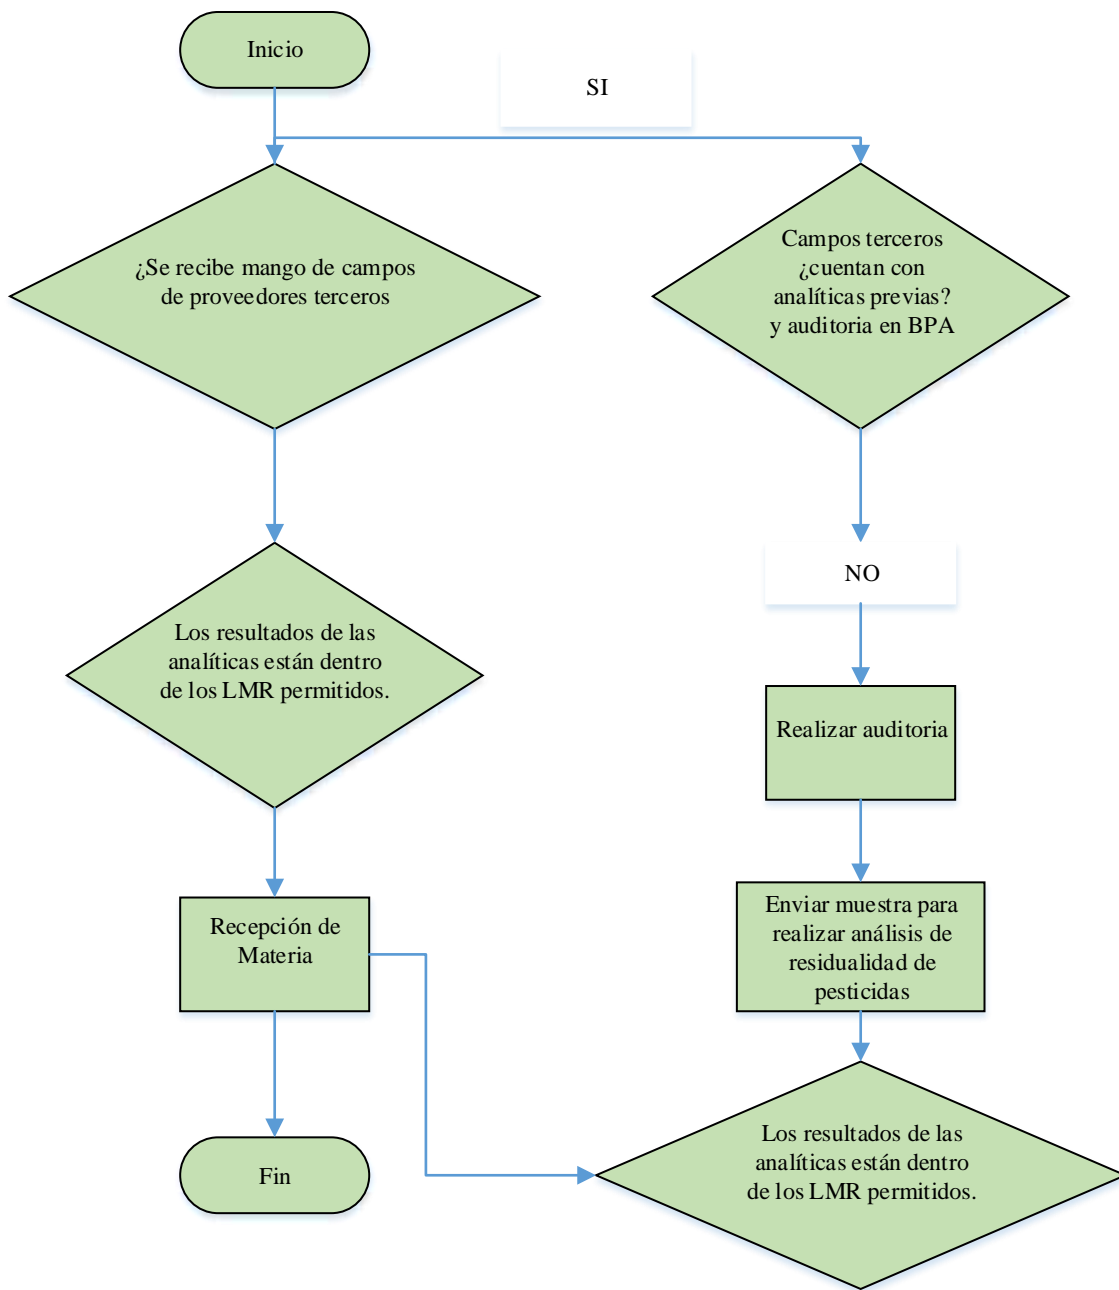 Inicio
SI
¿Se recibe mango de campos
de proveedores terceros
Campos terceros
¿cuentan con
analíticas previas?
y auditoria en BPA
NO
Los resultados de las
analíticas están dentro
de los LMR permitidos.
Realizar auditoria
Recepción de
Materia
Enviar muestra para
realizar análisis de
residualidad de
pesticidas
Fin
Los resultados de las
analíticas están dentro
de los LMR permitidos.